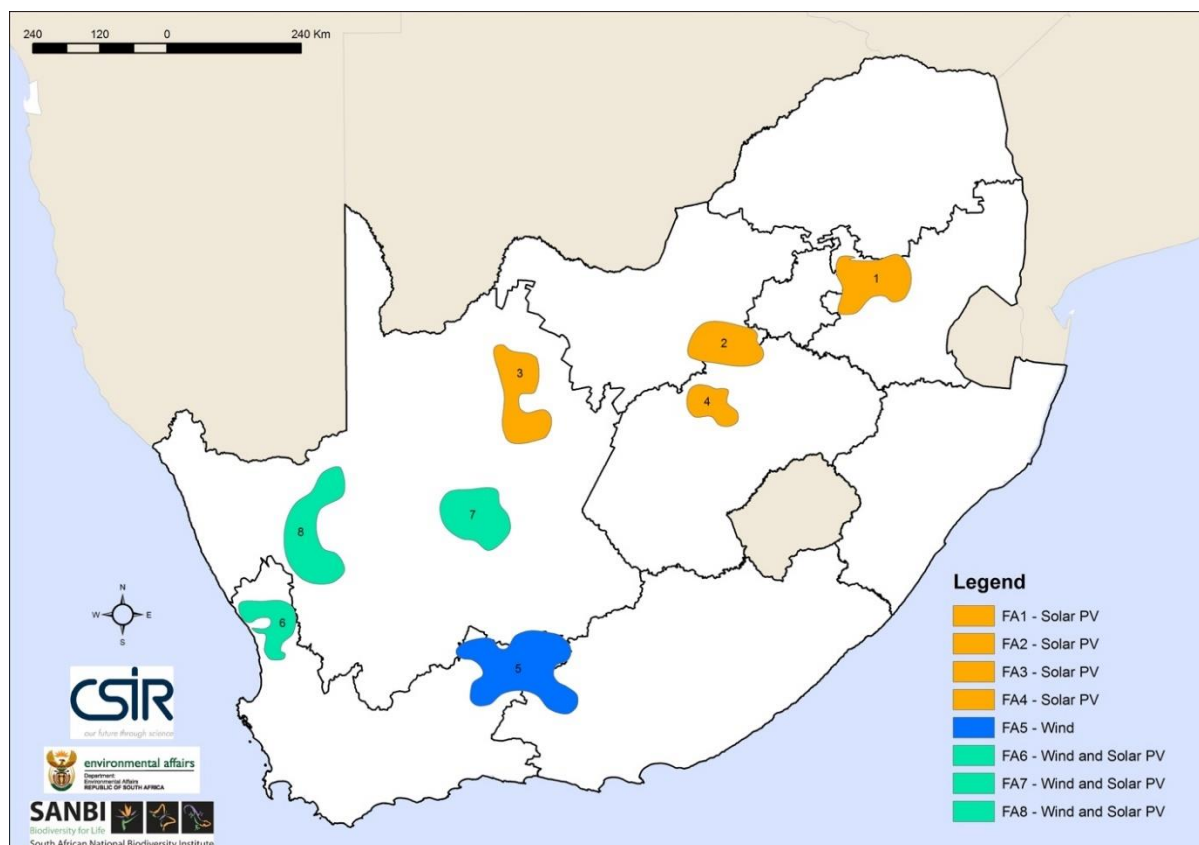 240 120 0 240 Km
1
2
3
4
8
7
6
5
N
W E
S
CSIR
our future through science
environmental affairs
Department:
Environmental Affairs
REPUBLIC OF SOUTH AFRICA
SANBI
Biodiversity for Life
South African National Biodiversity Institute
Legend
FA1 - Solar PV
FA2 - Solar PV
FA3 - Solar PV
FA4 - Solar PV
FA5 - Wind
FA6 - Wind and Solar PV
FA7 - Wind and Solar PV
FA8 - Wind and Solar PV